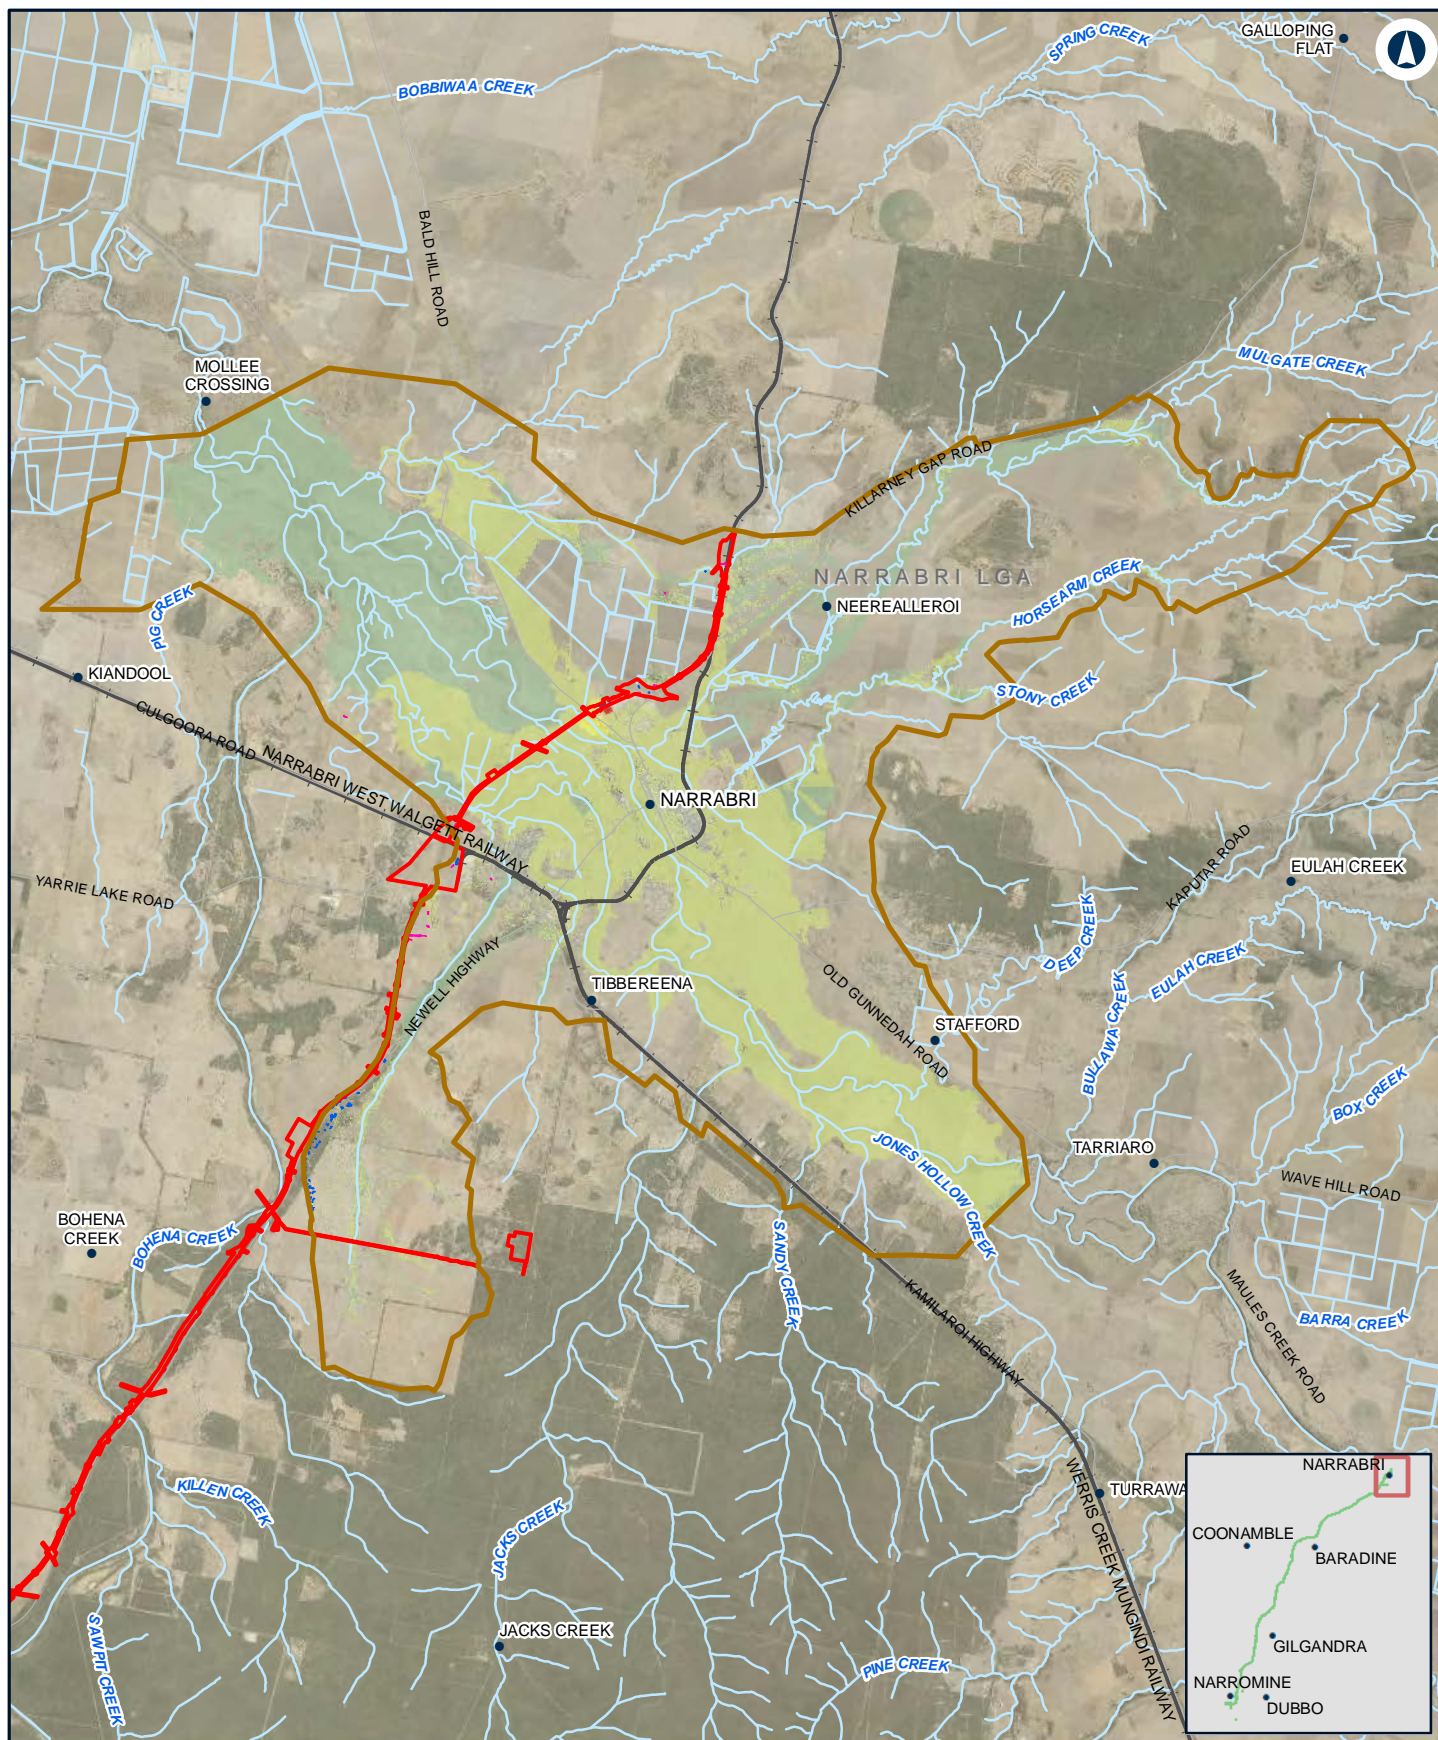 GALLOPING
FLAT
SPRING CREEK
BOBBIWAA CREEK
BALD HILL ROAD
MULGATE CREEK
MOLLEE
CROSSING
KILLARNEY GAP ROAD
NARRABRI LGA
HORSEARM CREEK
PIG CREEK
NEEREALLEROI
KIANDOOL
STONY CREEK
CULGOORA ROAD
NARRABRI WEST WALGETT RAILWAY
NARRABRI
KAPUTAR ROAD
EULAH CREEK
YARRIE LAKE ROAD
DEEP CREEK
NEWELL HIGHWAY
EULAH CREEK
TIBBEREENA
OLD GUNNEDAH ROAD
BULLAWA CREEK
STAFFORD
BOX CREEK
JONES HOLLOW CREEK
TARRIARO
WAVE HILL ROAD
BOHENA
CREEK
BOHENA CREEK
SANDY CREEK
KAMILAROI HIGHWAY
MAULES CREEK ROAD
BARRA CREEK
KILLEN CREEK
JACKS CREEK
WERRIS CREEK MUNGINDI RAILWAY
TURRAWA
NARRABRI
COONAMBLE
BARADINE
SAWPIT CREEK
JACKS CREEK
PINE CREEK
GILGANDRA
NARROMINE
DUBBO